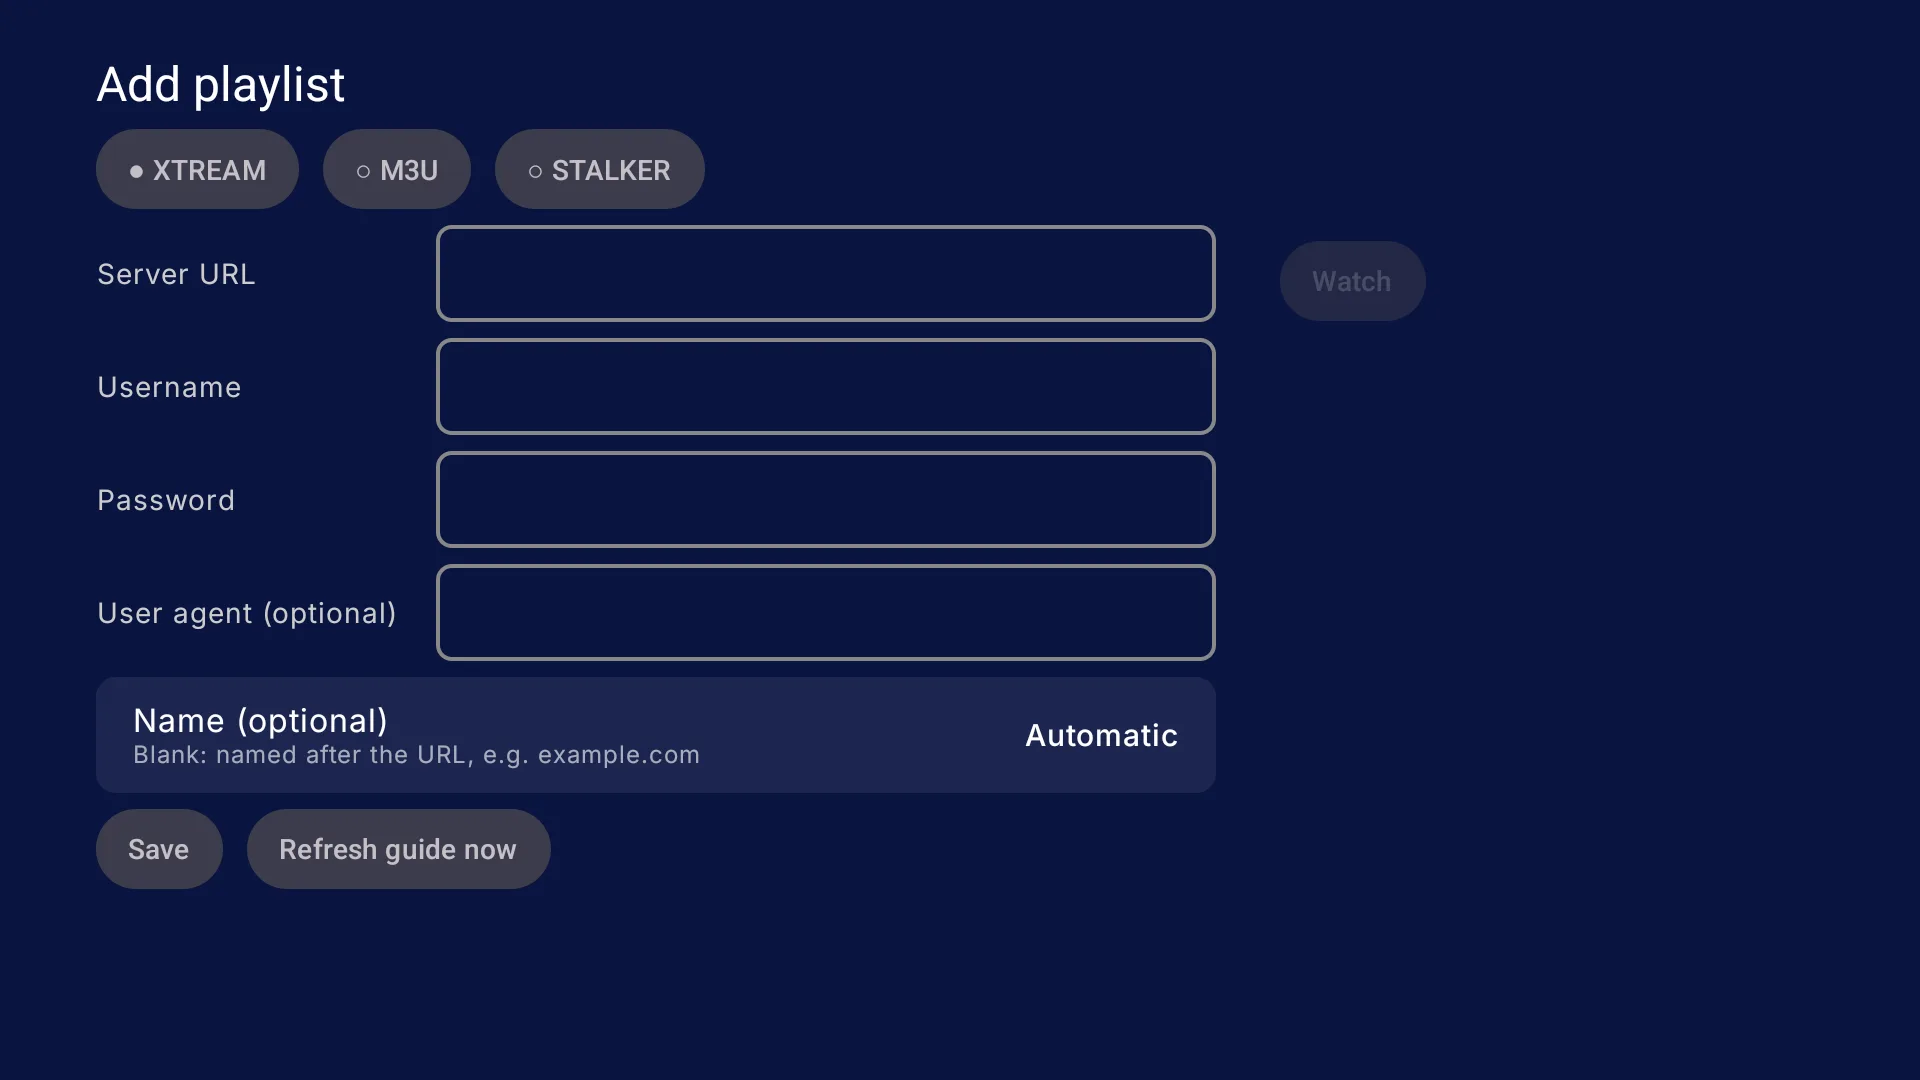 Add playlist
● XTREAM ○ M3U ○ STALKER
Server URL
Watch
Username
Password
User agent (optional)
Name (optional)
Blank: named after the URL, e.g. example.com
Automatic
Save Refresh guide now